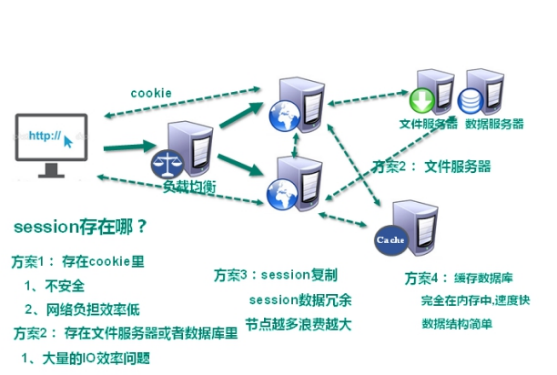 cookie
http://
负载均衡
文件服务器
数据服务器
方案2： 文件服务器
Cache
session存在哪？
方案1： 存在cookie里
1、不安全
2、网络负担效率低
方案2： 存在文件服务器或者数据库里
1、大量的IO效率问题
方案3：session复制
session数据冗余
节点越多浪费越大
方案4： 缓存数据库
完全在内存中,速度快
数据结构简单